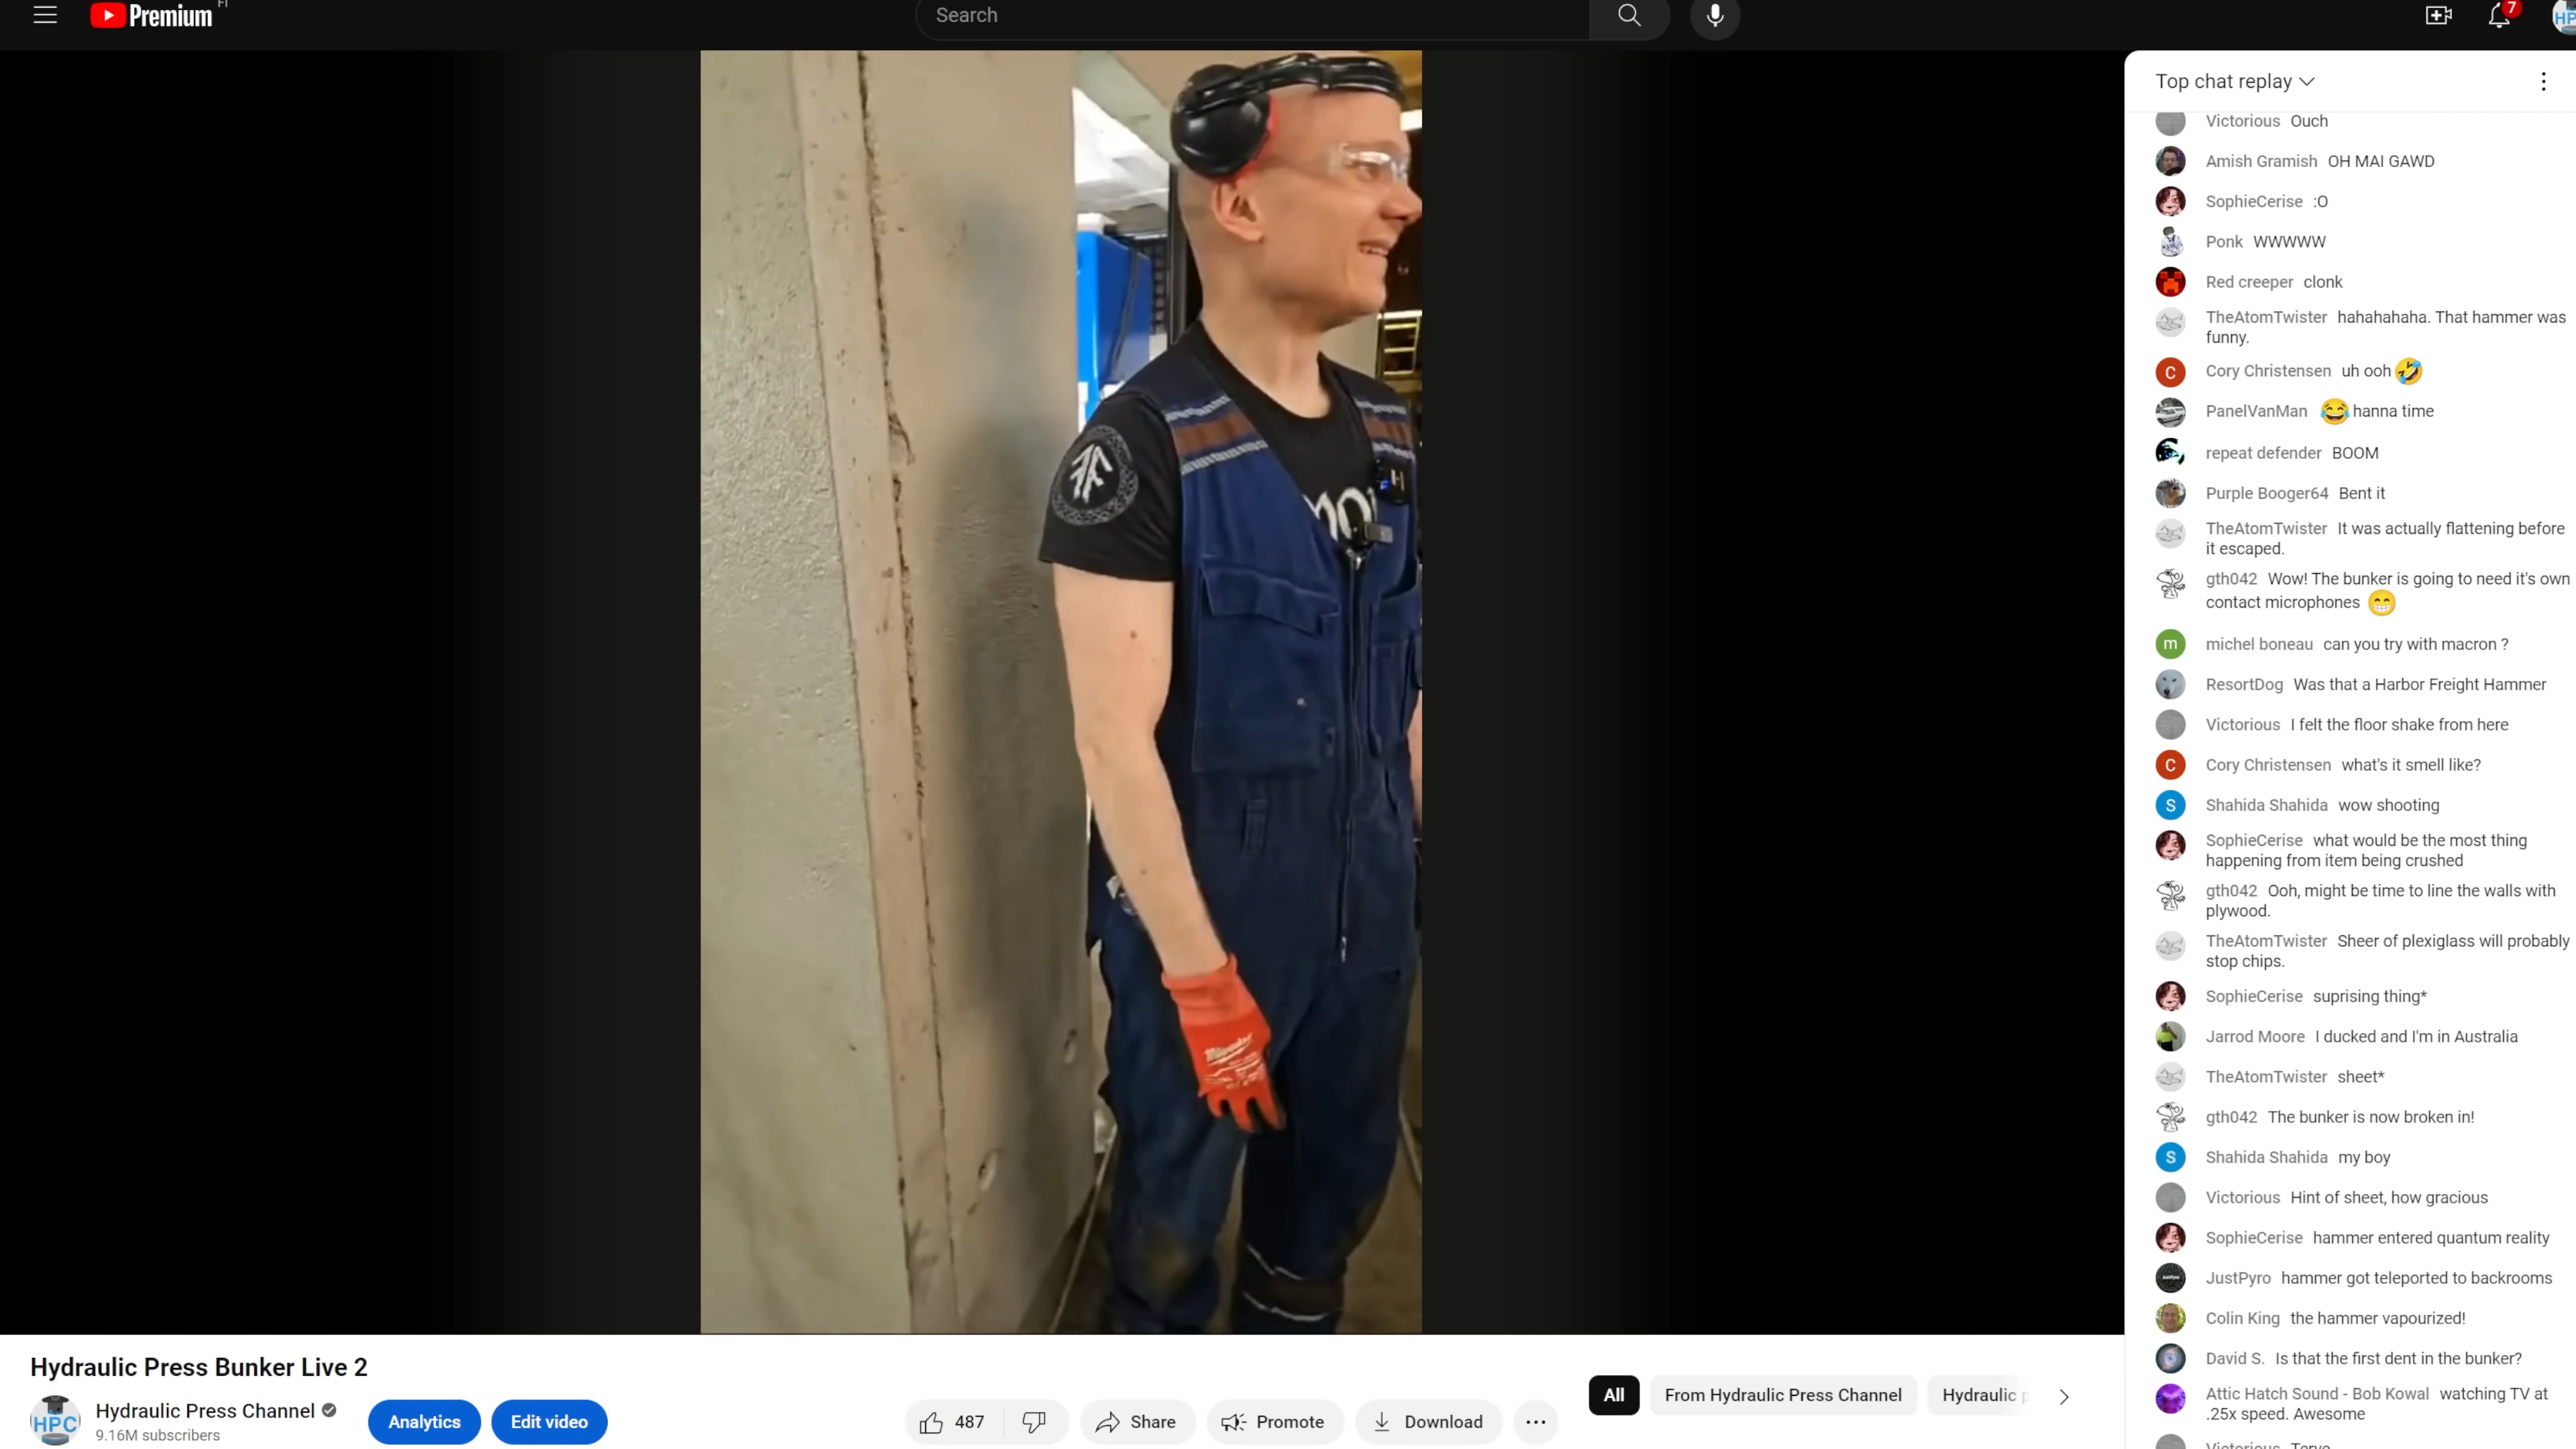 Premium FI
Search
7
HP
Top chat replay
Victorious Ouch
Amish Gramish OH MAI GAWD
SophieCerise :O
Ponk WWWWW
Red creeper clonk
TheAtomTwister hahahahaha. That hammer was
funny.
C Cory Christensen uh ooh🤣
PanelVanMan 😂hanna time
repeat defender BOOM
Purple Booger64 Bent it
TheAtomTwister It was actually flattening before
it escaped.
gth042 Wow! The bunker is going to need it's own
contact microphones 😁
m michel boneau can you try with macron ?
ResortDog Was that a Harbor Freight Hammer
Victorious I felt the floor shake from here
C Cory Christensen what's it smell like?
S Shahida Shahida wow shooting
SophieCerise what would be the most thing
happening from item being crushed
gth042 Ooh, might be time to line the walls with
plywood.
TheAtomTwister Sheer of plexiglass will probably
stop chips.
SophieCerise suprising thing*
Jarrod Moore I ducked and I'm in Australia
TheAtomTwister sheet*
gth042 The bunker is now broken in!
S Shahida Shahida my boy
Victorious Hint of sheet, how gracious
SophieCerise hammer entered quantum reality
JustPyro hammer got teleported to backrooms
Colin King the hammer vapourized!
David S. Is that the first dent in the bunker?
Attic Hatch Sound - Bob Kowal watching TV at
.25x speed. Awesome
Victorious Terve
H
Milwaukee
Hydraulic Press Bunker Live 2
HPC
Hydraulic Press Channel
9.16M subscribers
Analytics
Edit video
487
Share
Promote
Download
All
From Hydraulic Press Channel
Hydraulic p